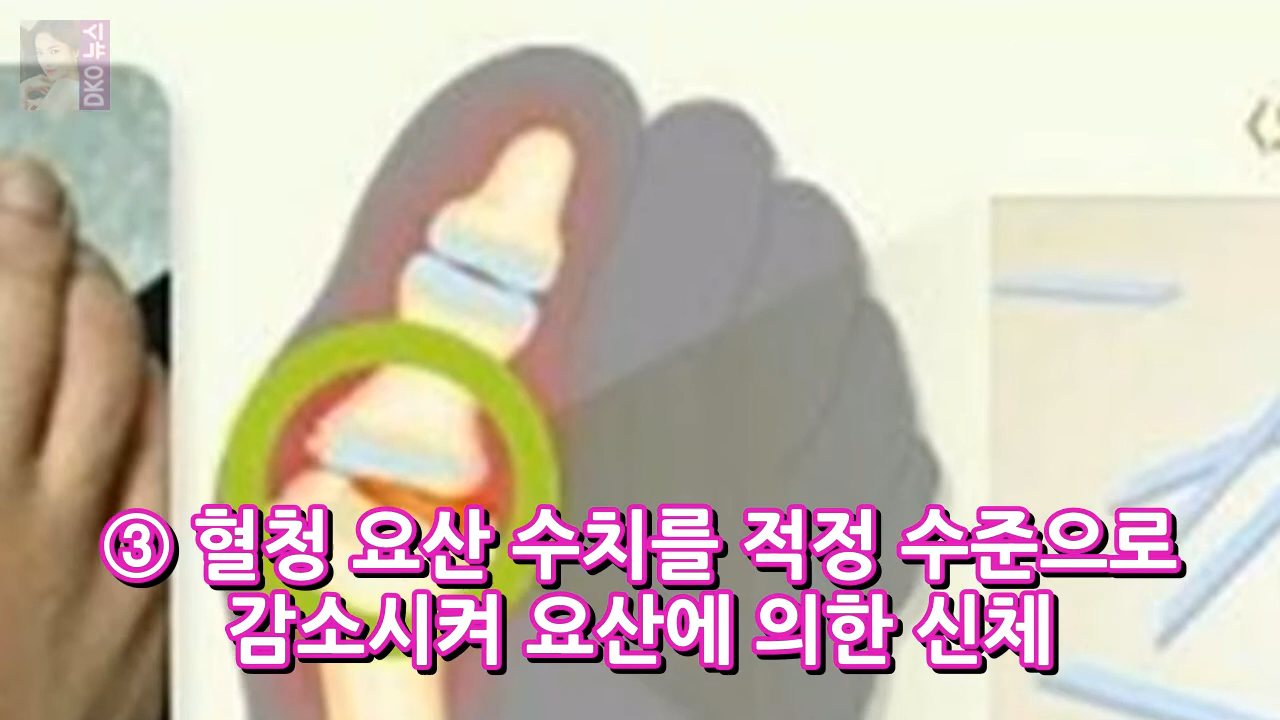 DKO뉴스
③ 혈청 요산 수치를 적정 수준으로
감소시켜 요산에 의한 신체